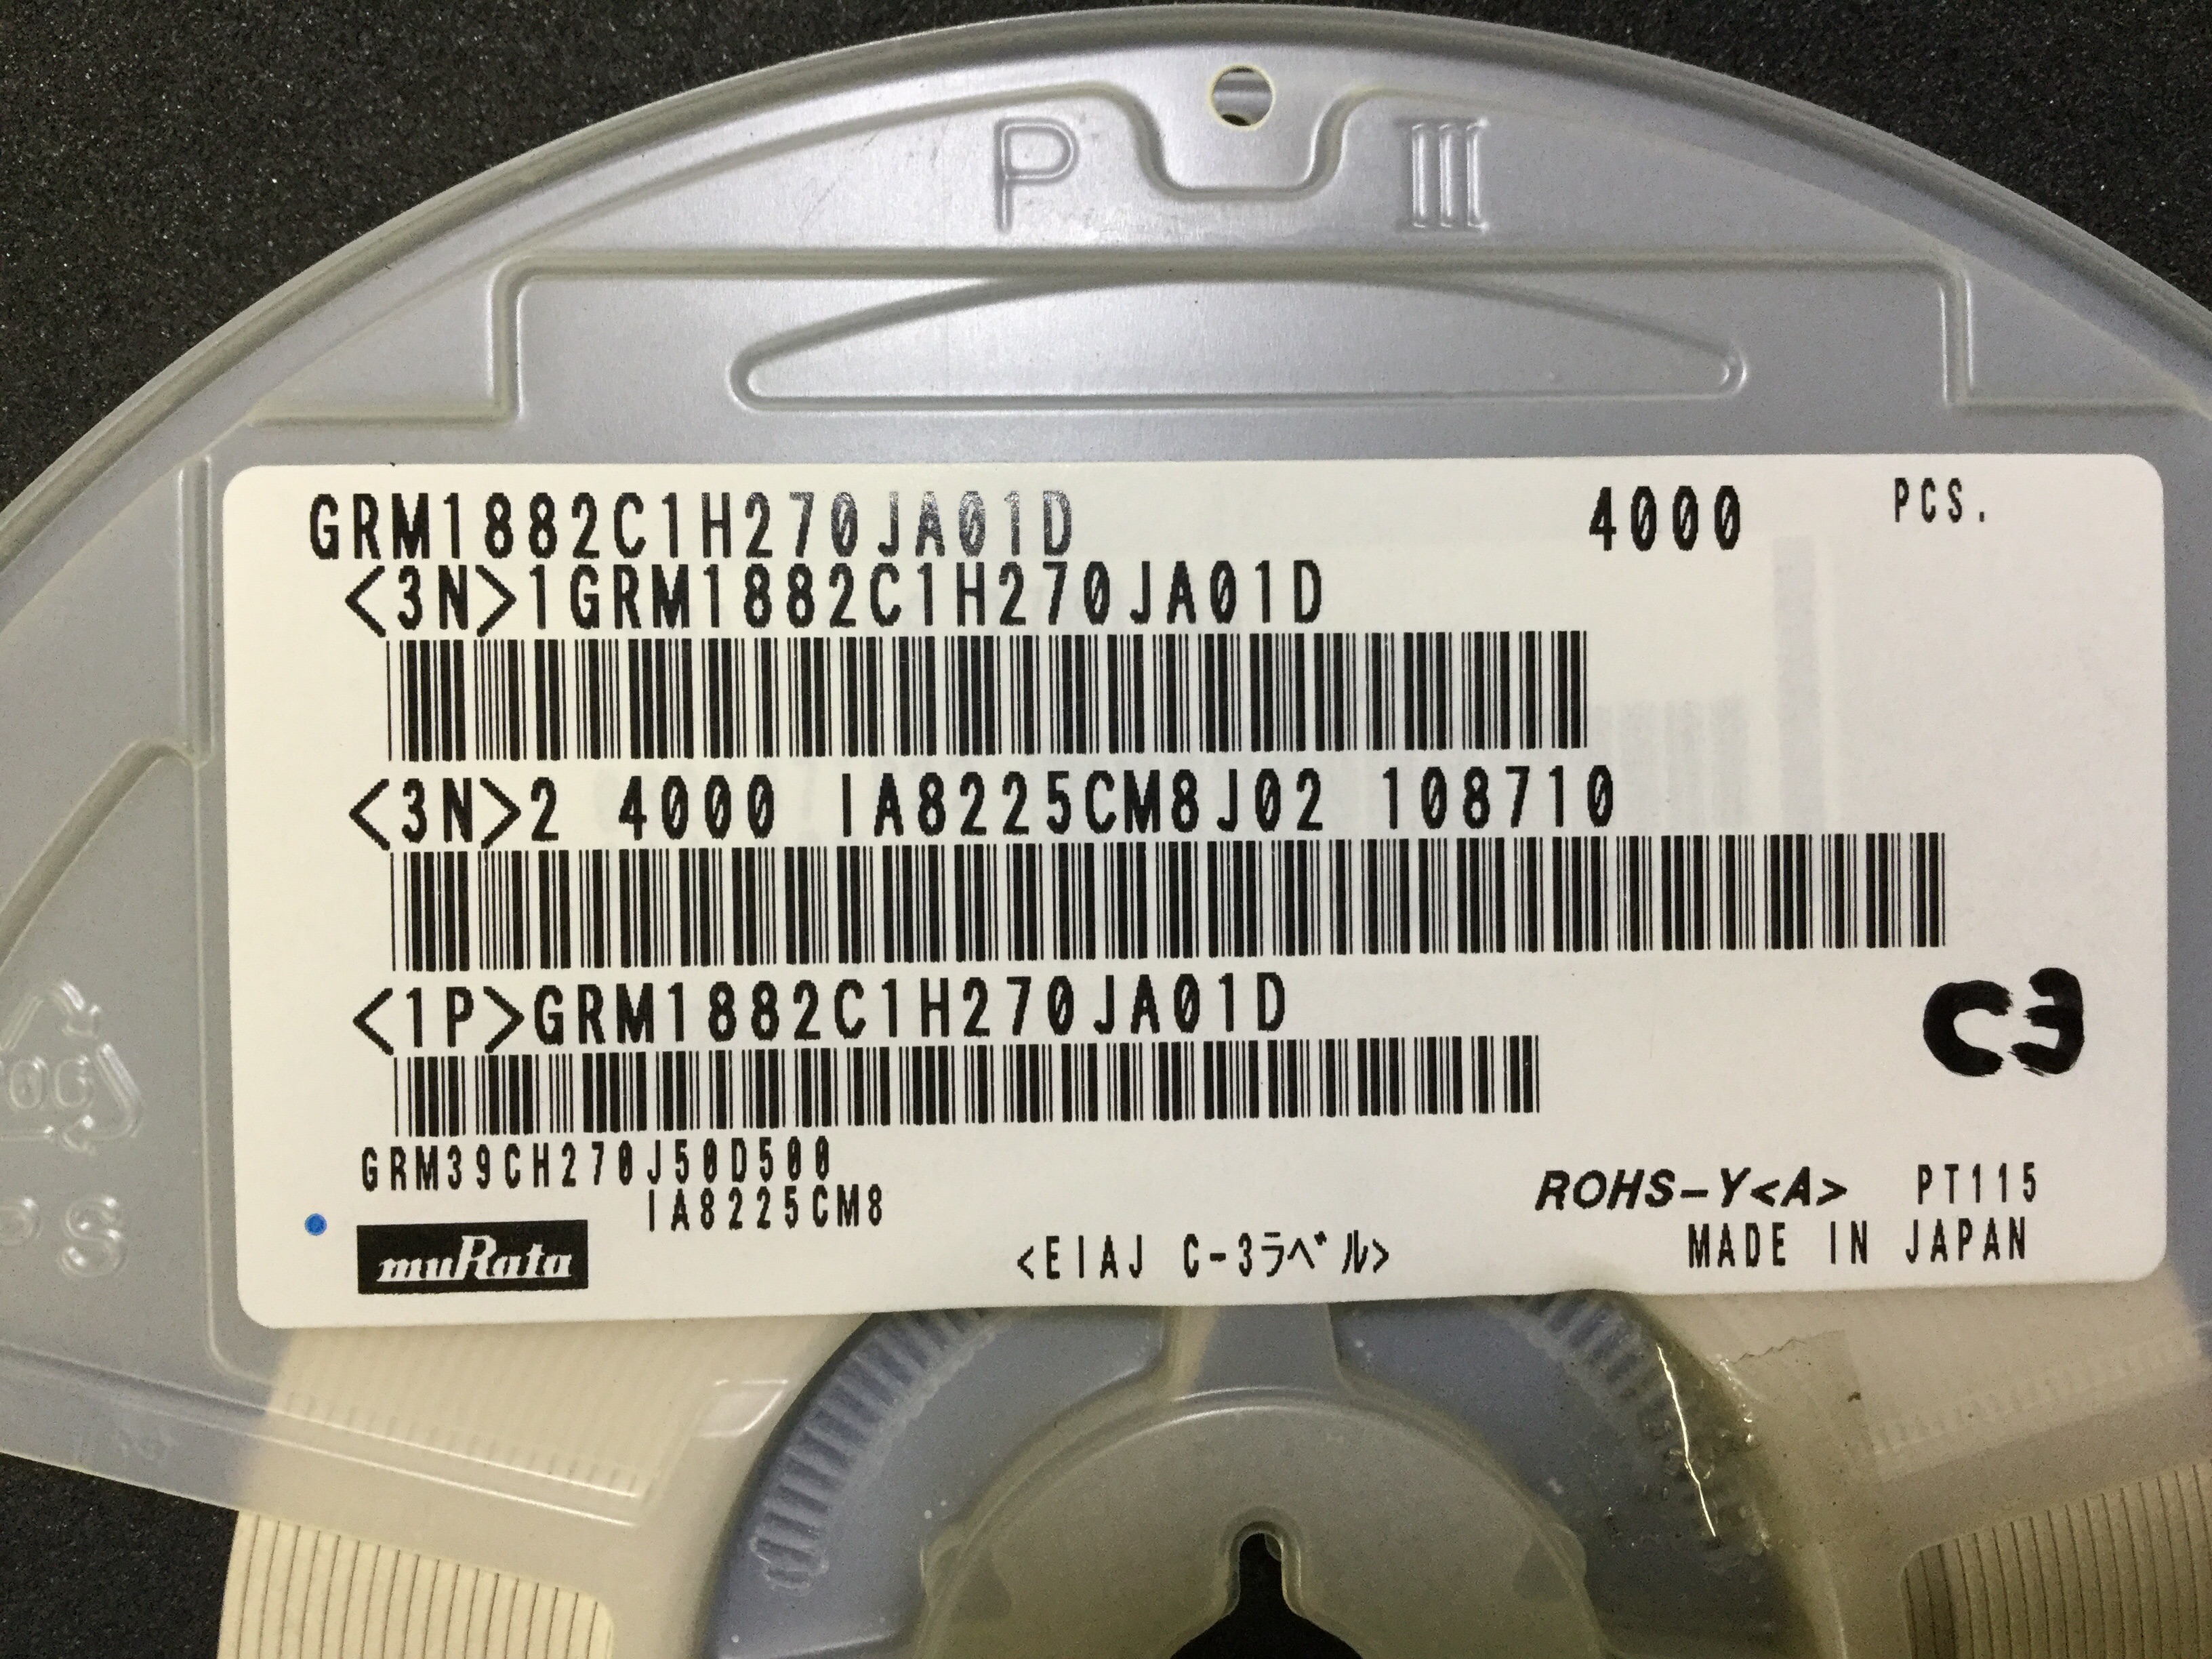 P III
GRM1882C1H270JA01D 4000 PCS.
<3N>1GRM1882C1H270JA01D
<3N>2 4000 IA8225CM8J02 108710
<1P>GRM1882C1H270JA01D
C3
GRM39CH270J50D500
IA8225CM8
ROHS-Y<A> PT115
muRata
<EIAJ C-3ラベル>
MADE IN JAPAN
PS